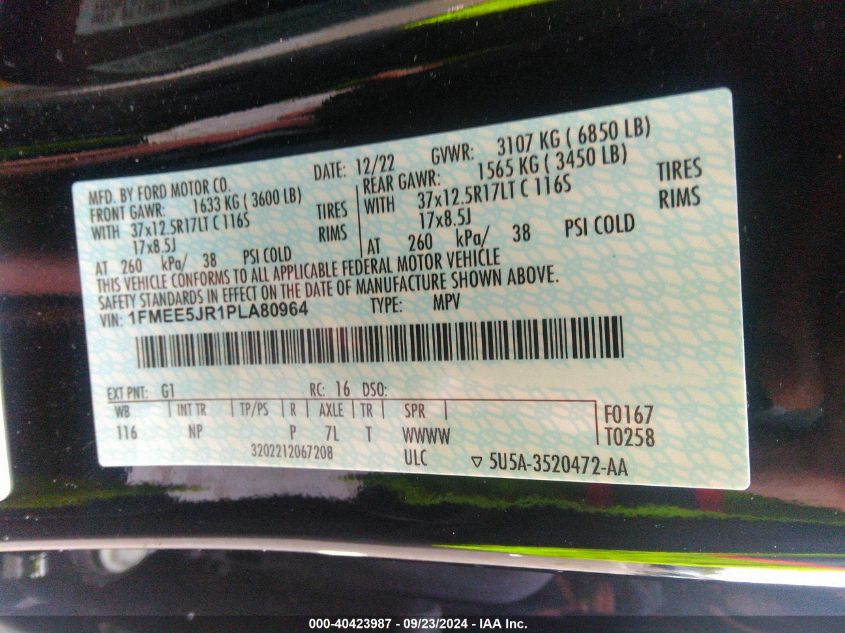 MFD. BY FORD MOTOR CO.
DATE: 12/22
GVWR: 3107 KG ( 6850 LB)
FRONT GAWR: 1633 KG ( 3600 LB)
WITH 37x12.5R17LT C 116S TIRES
17x8.5J RIMS
AT 260 kPa/ 38 PSI COLD
REAR GAWR: 1565 KG ( 3450 LB)
WITH 37x12.5R17LT C 116S TIRES
17x8.5J RIMS
AT 260 kPa/ 38 PSI COLD
THIS VEHICLE CONFORMS TO ALL APPLICABLE FEDERAL MOTOR VEHICLE
SAFETY STANDARDS IN EFFECT ON THE DATE OF MANUFACTURE SHOWN ABOVE.
VIN: 1FMEE5JR1PLA80964 TYPE: MPV
EXT PNT: G1 RC: 16 DSO:
WB INT TR TP/PS R AXLE TR SPR F0167
116 NP P 7L T WWWW T0258
3202212067208 ULC ▽ 5U5A-3520472-AA
000-40423987 - 09/23/2024 - IAA Inc.